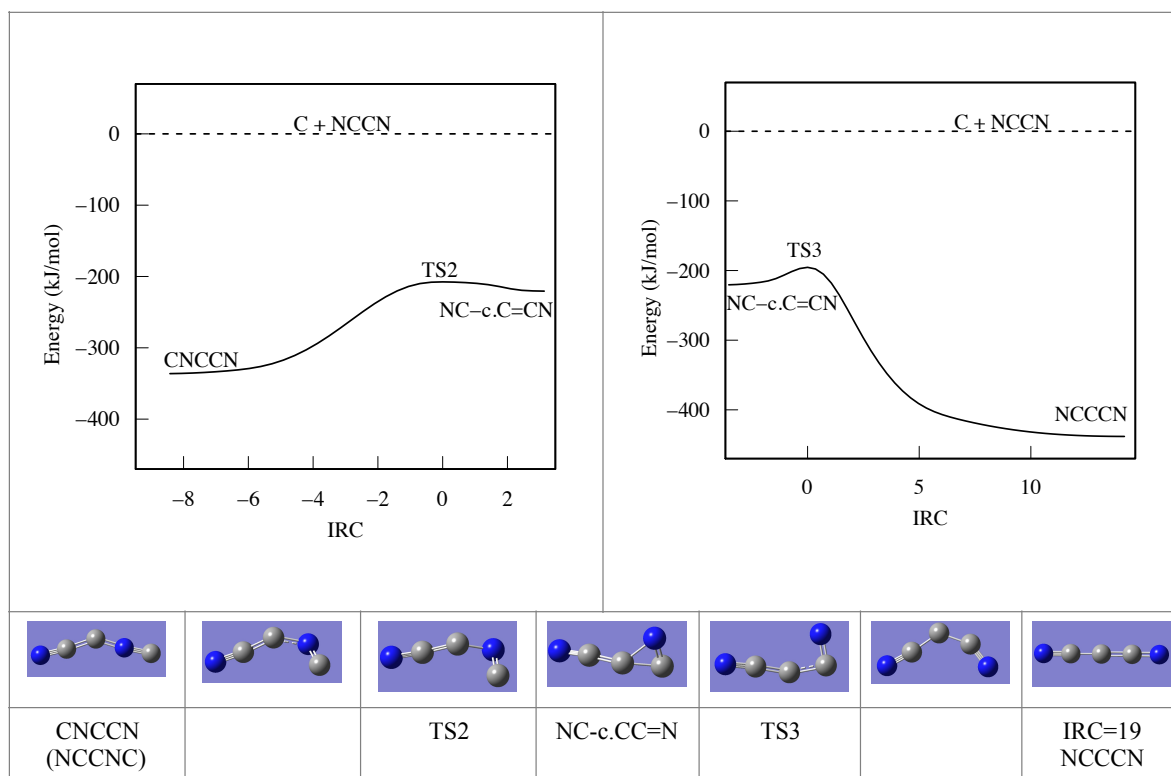 C + NCCN
0
−100
−200
−300
−400
Energy (kJ/mol)
TS2
NC−c.C=CN
CNCCN
−8
−6
−4
−2
0
2
IRC
C + NCCN
0
−100
−200
−300
−400
Energy (kJ/mol)
TS3
NC−c.C=CN
NCCCN
0
5
10
IRC
CNCCN
(NCCNC)
TS2
NC-c.CC=N
TS3
IRC=19
NCCCN